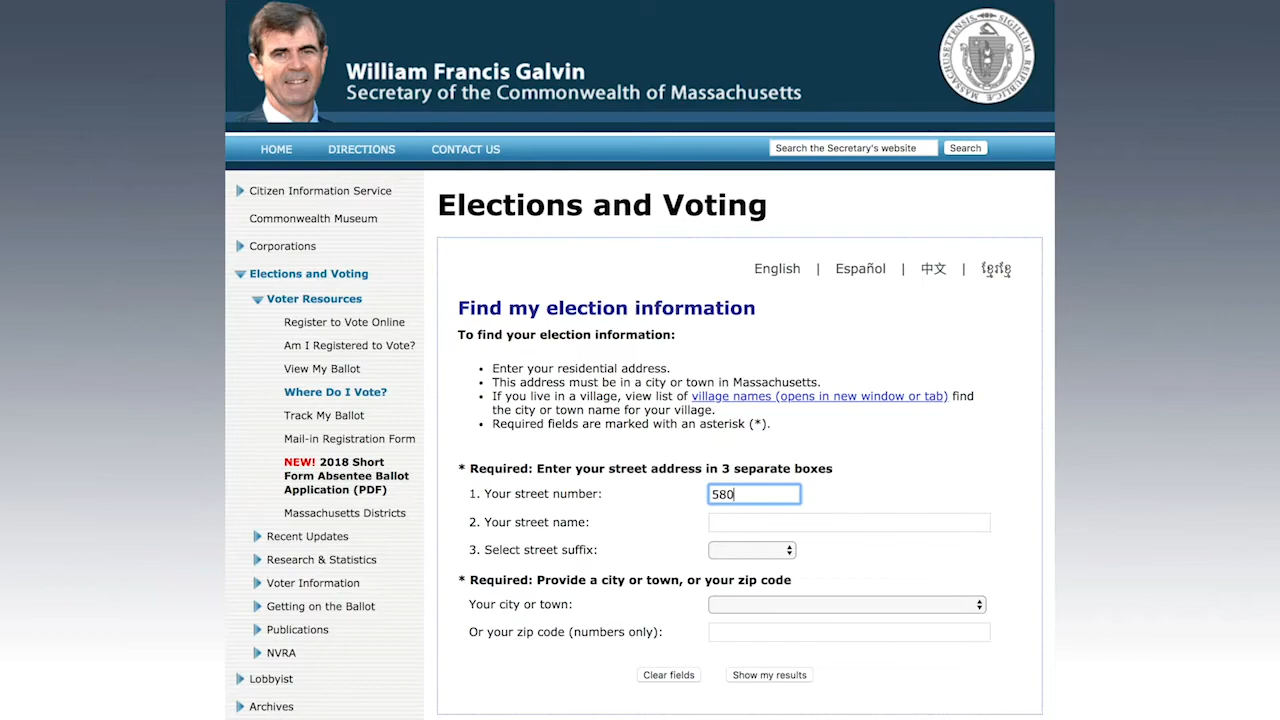 William Francis Galvin
Secretary of the Commonwealth of Massachusetts
HOME
DIRECTIONS
CONTACT US
Search the Secretary's website
Search
Citizen Information Service
Commonwealth Museum
Corporations
Elections and Voting
Voter Resources
Register to Vote Online
Am I Registered to Vote?
View My Ballot
Where Do I Vote?
Track My Ballot
Mail-in Registration Form
NEW! 2018 Short
Form Absentee Ballot
Application (PDF)
Massachusetts Districts
Recent Updates
Research & Statistics
Voter Information
Getting on the Ballot
Publications
NVRA
Lobbyist
Archives
Elections and Voting
English | Español | 中文 | ខ្មែរខ្មែ
Find my election information
To find your election information:
• Enter your residential address.
• This address must be in a city or town in Massachusetts.
• If you live in a village, view list of village names (opens in new window or tab) find
the city or town name for your village.
• Required fields are marked with an asterisk (*).
* Required: Enter your street address in 3 separate boxes
1. Your street number: 580
2. Your street name:
3. Select street suffix:
* Required: Provide a city or town, or your zip code
Your city or town:
Or your zip code (numbers only):
Clear fields
Show my results